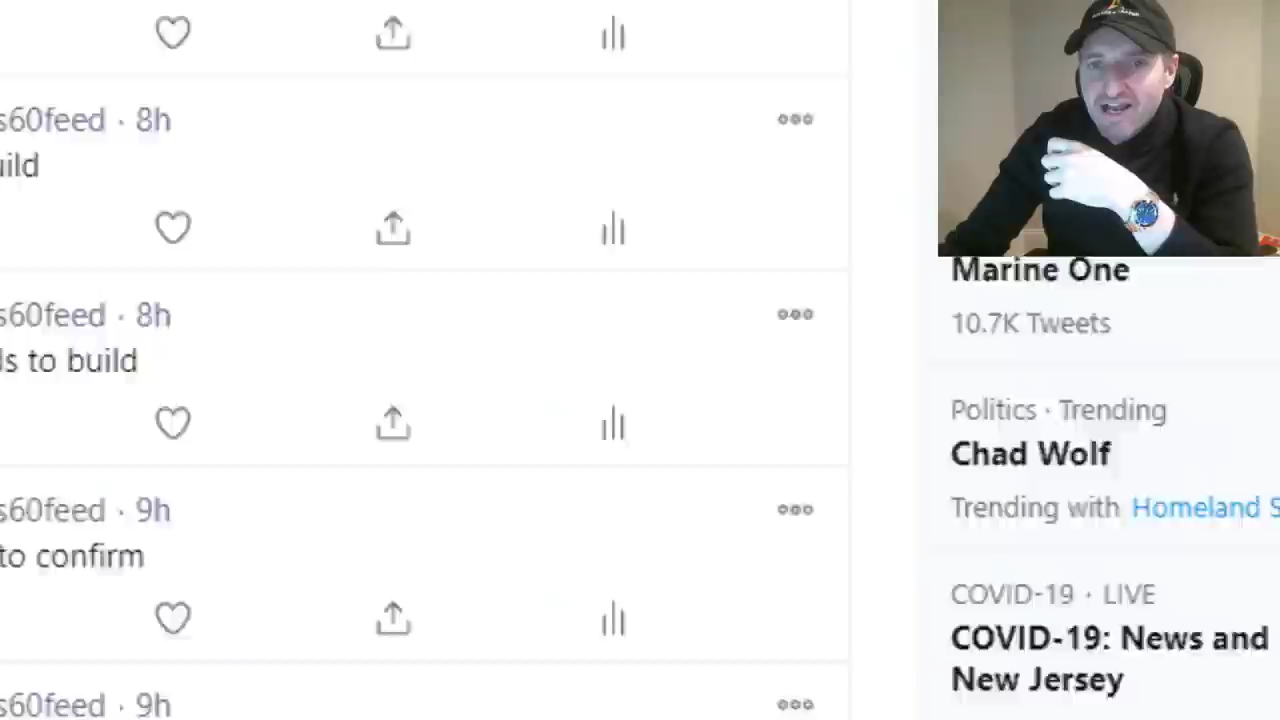 s60feed · 8h
uild
s60feed · 8h
ls to build
s60feed · 9h
to confirm
s60feed · 9h
Marine One
10.7K Tweets
Politics · Trending
Chad Wolf
Trending with Homeland S
COVID-19 · LIVE
COVID-19: News and
New Jersey